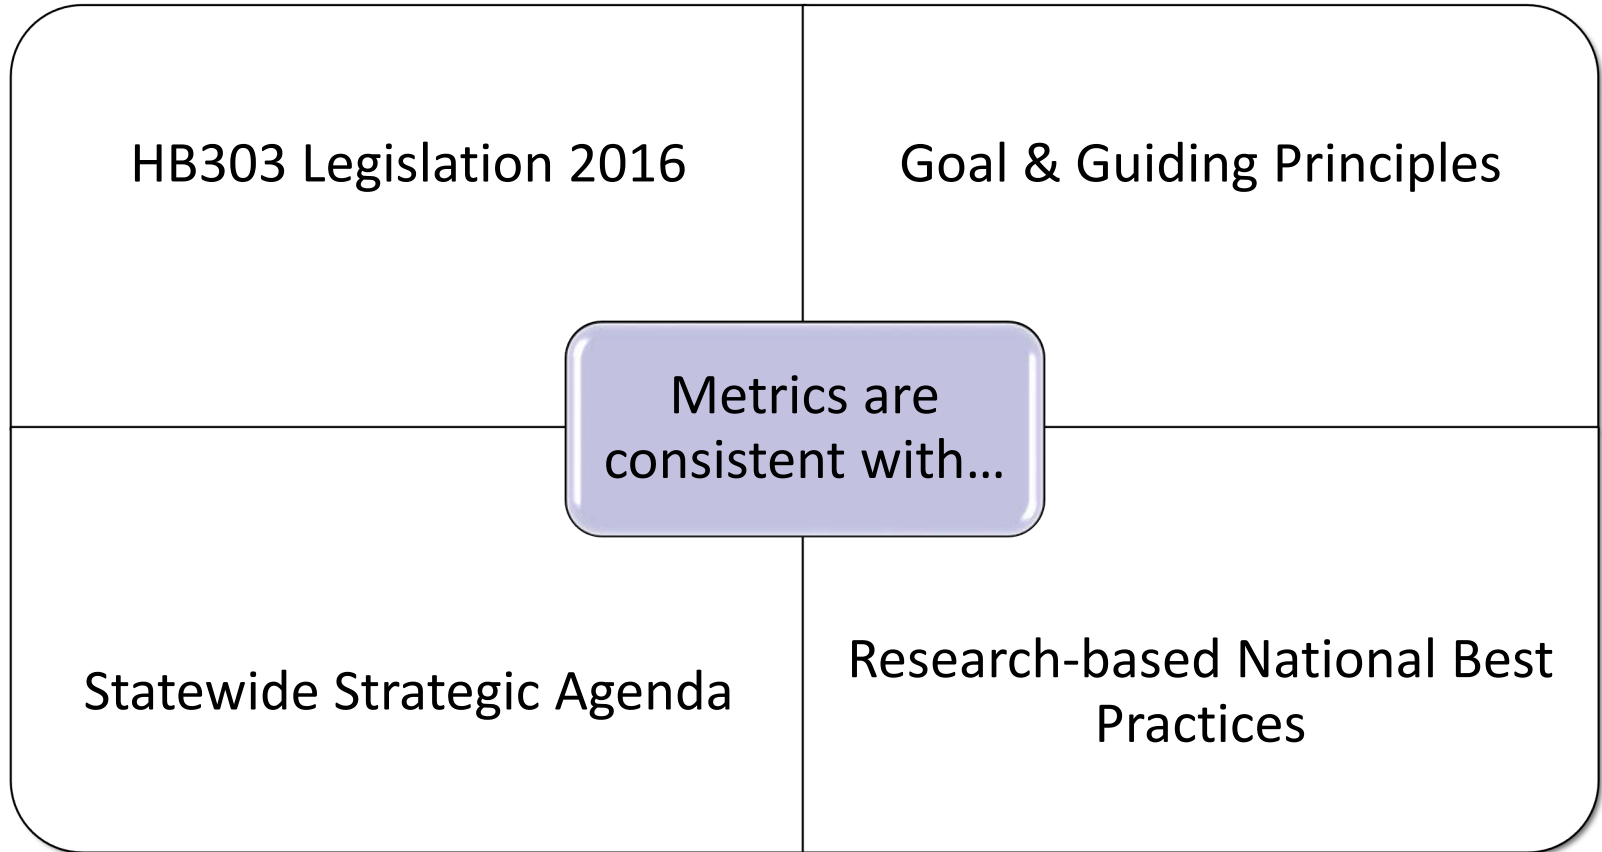 HB303 Legislation 2016
Goal & Guiding Principles
Metrics are
consistent with…
Statewide Strategic Agenda
Research-based National Best
Practices